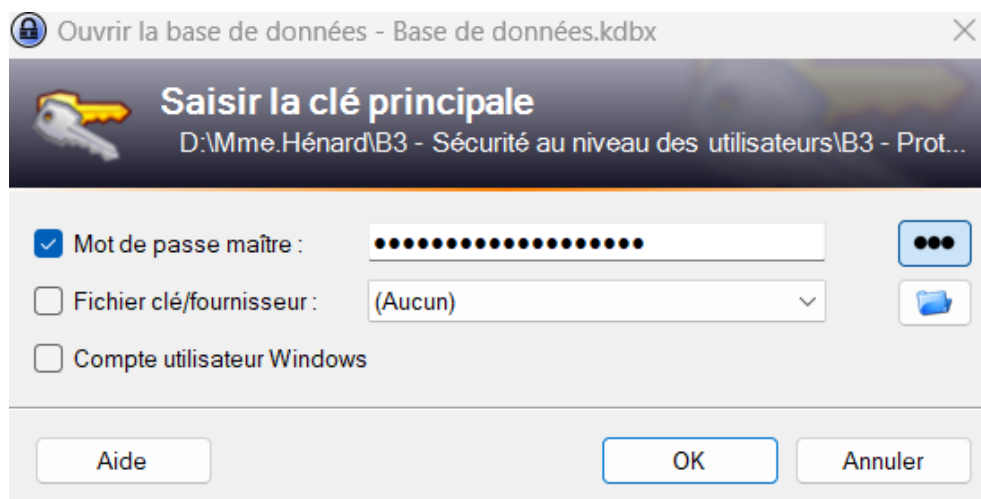 Ouvrir la base de données - Base de données.kdbx
Saisir la clé principale
D:\Mme.Hénard\B3 - Sécurité au niveau des utilisateurs\B3 - Prot...
Mot de passe maître : •••••••••••••••••••
Fichier clé/fournisseur : (Aucun)
Compte utilisateur Windows
Aide OK Annuler